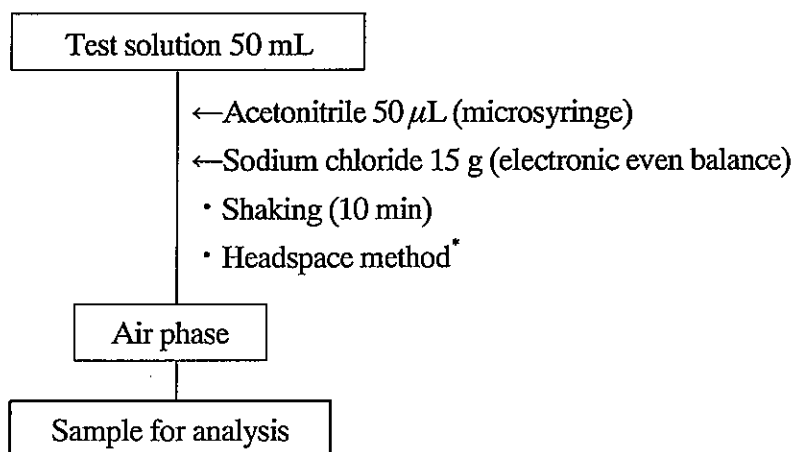 Test solution 50 mL
←Acetonitrile 50 μL (microsyringe)
←Sodium chloride 15 g (electronic even balance)
・Shaking (10 min)
・Headspace method*
Air phase
Sample for analysis